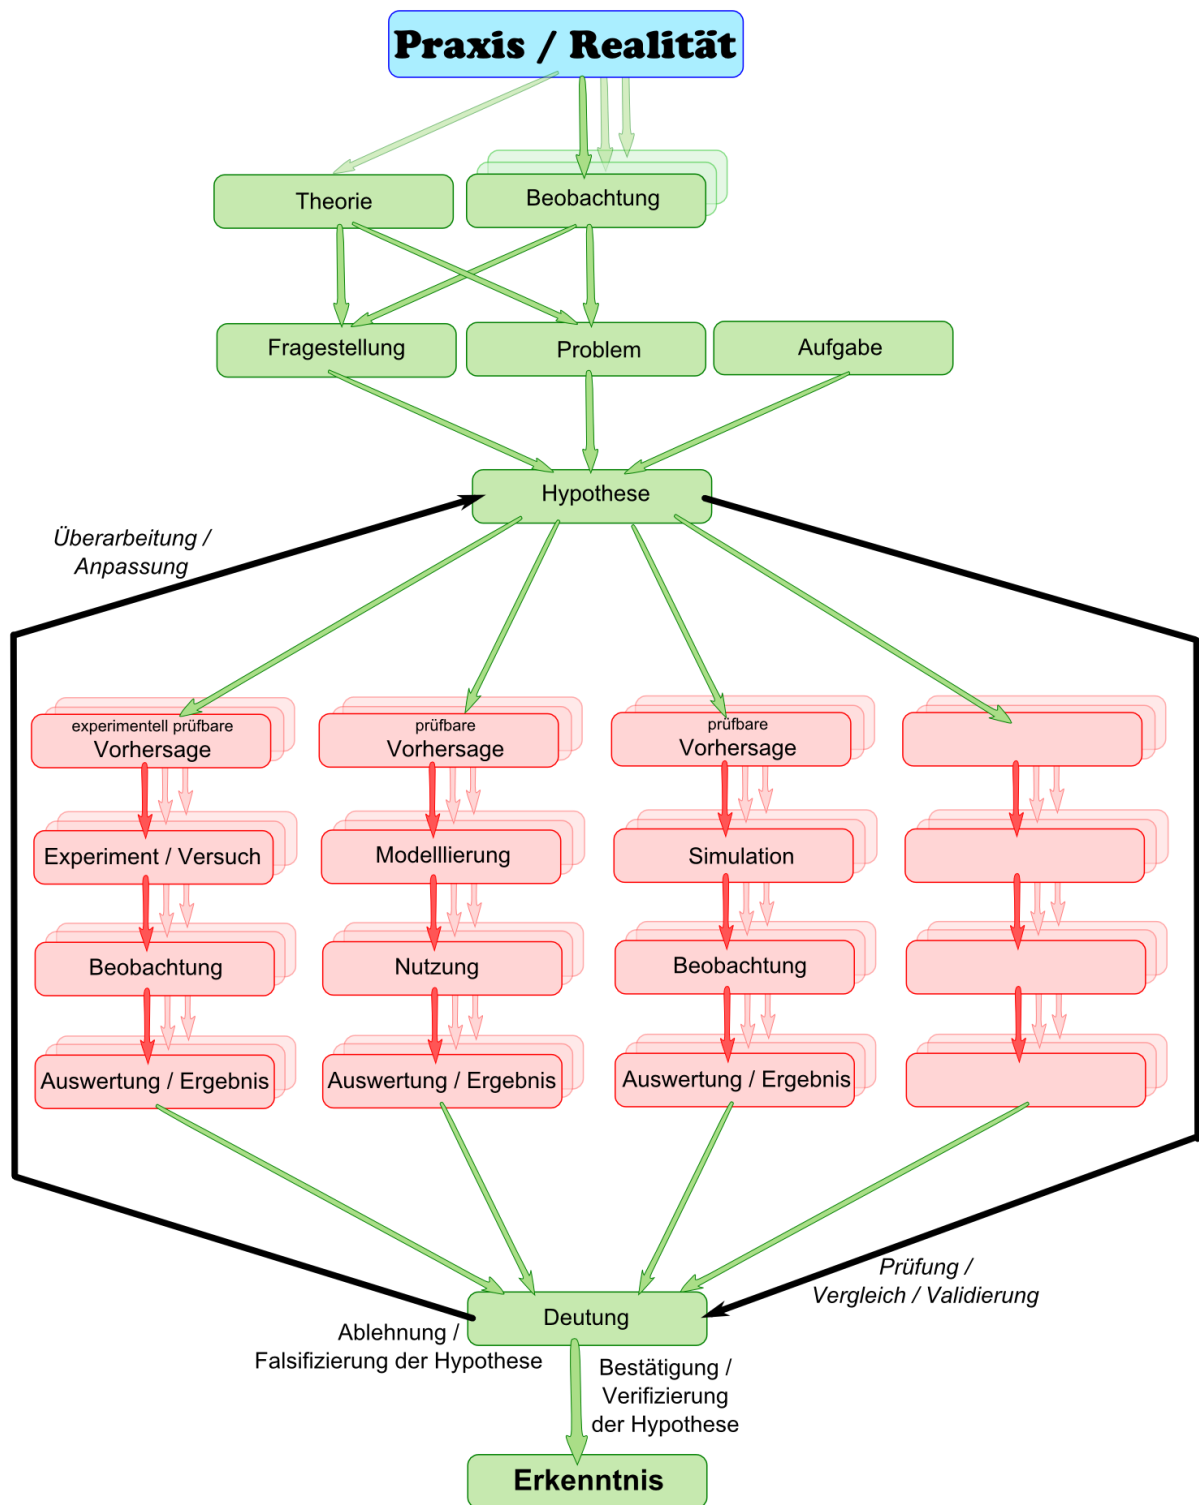 Praxis / Realität
Theorie
Beobachtung
Fragestellung
Problem
Aufgabe
Hypothese
Überarbeitung /
Anpassung
experimentell prüfbare
Vorhersage
prüfbare
Vorhersage
prüfbare
Vorhersage
Experiment / Versuch
Modelllierung
Simulation
Beobachtung
Nutzung
Beobachtung
Auswertung / Ergebnis
Auswertung / Ergebnis
Auswertung / Ergebnis
Prüfung /
Vergleich / Validierung
Deutung
Ablehnung /
Falsifizierung der Hypothese
Bestätigung /
Verifizierung
der Hypothese
Erkenntnis